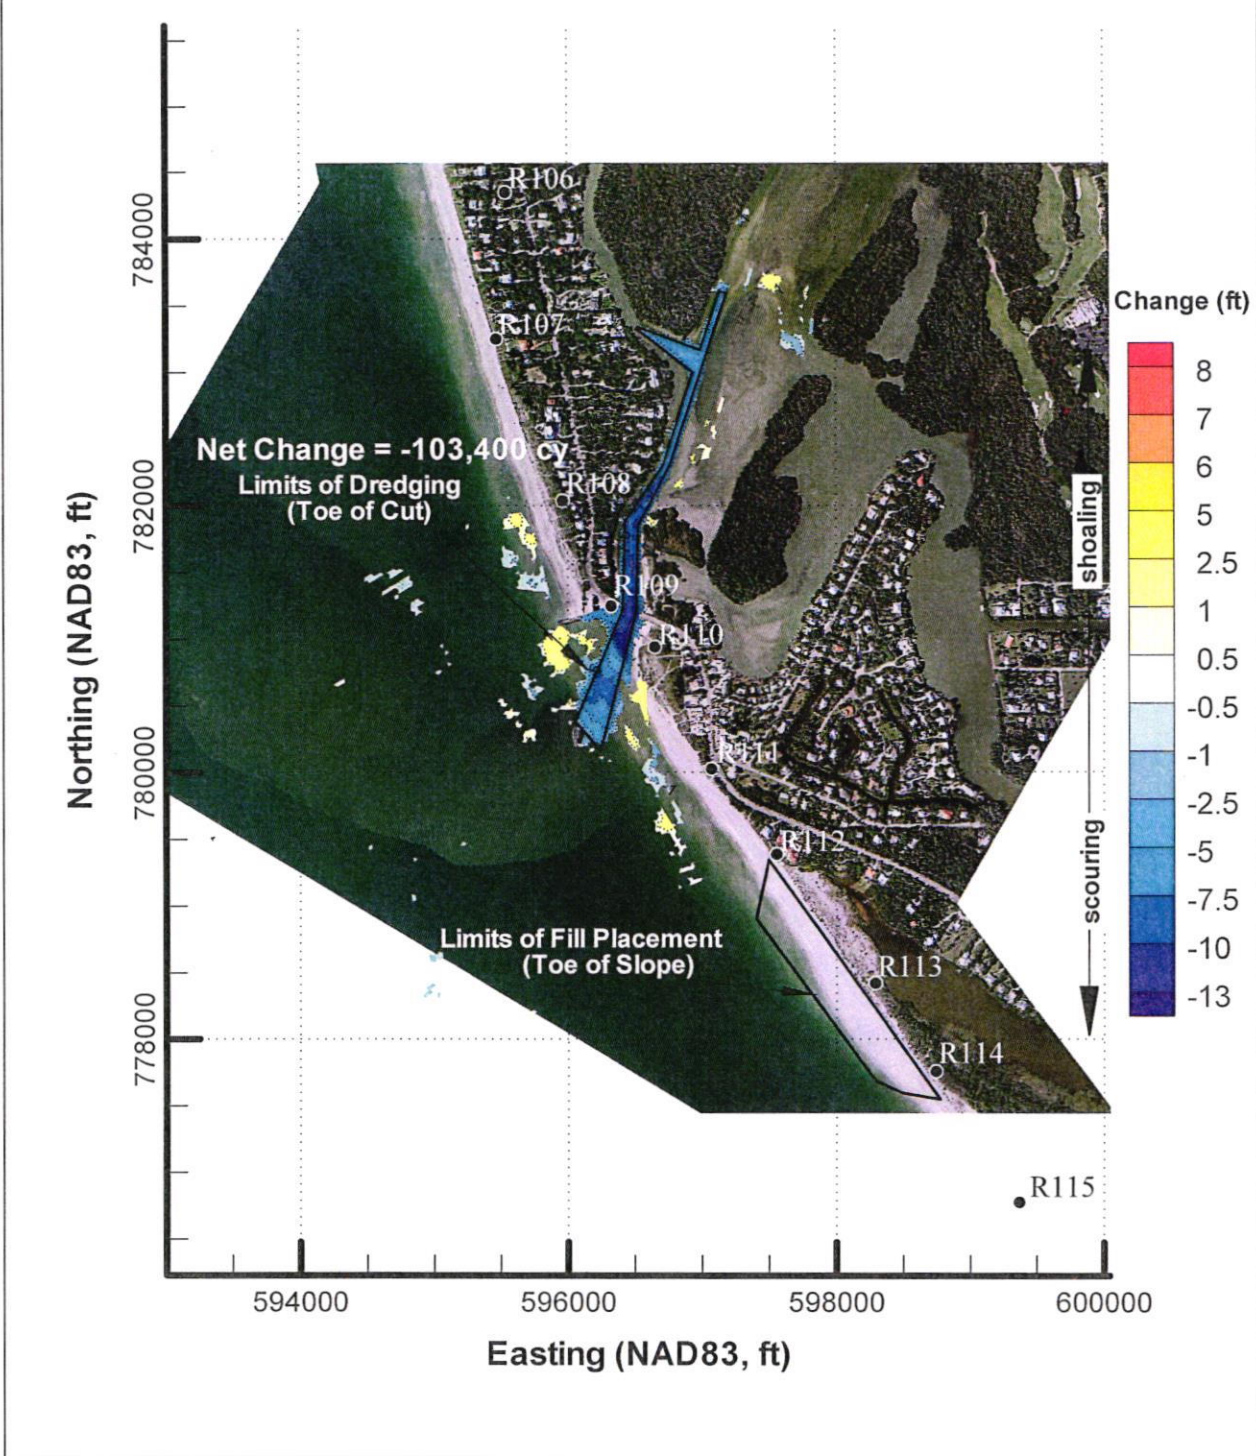 R106
784000
Change (ft)
R107
8
7
Net Change = -103,400 cy
6
Limits of Dredging
(Toe of Cut)
R108
5
782000
shoaling
2.5
R109
1
R110
0.5
Northing (NAD83, ft)
-0.5
R111
-1
780000
-2.5
R112
scouring
-5
-7.5
Limits of Fill Placement
(Toe of Slope)
-10
R113
-13
778000
R114
R115
594000
596000
598000
600000
Easting (NAD83, ft)